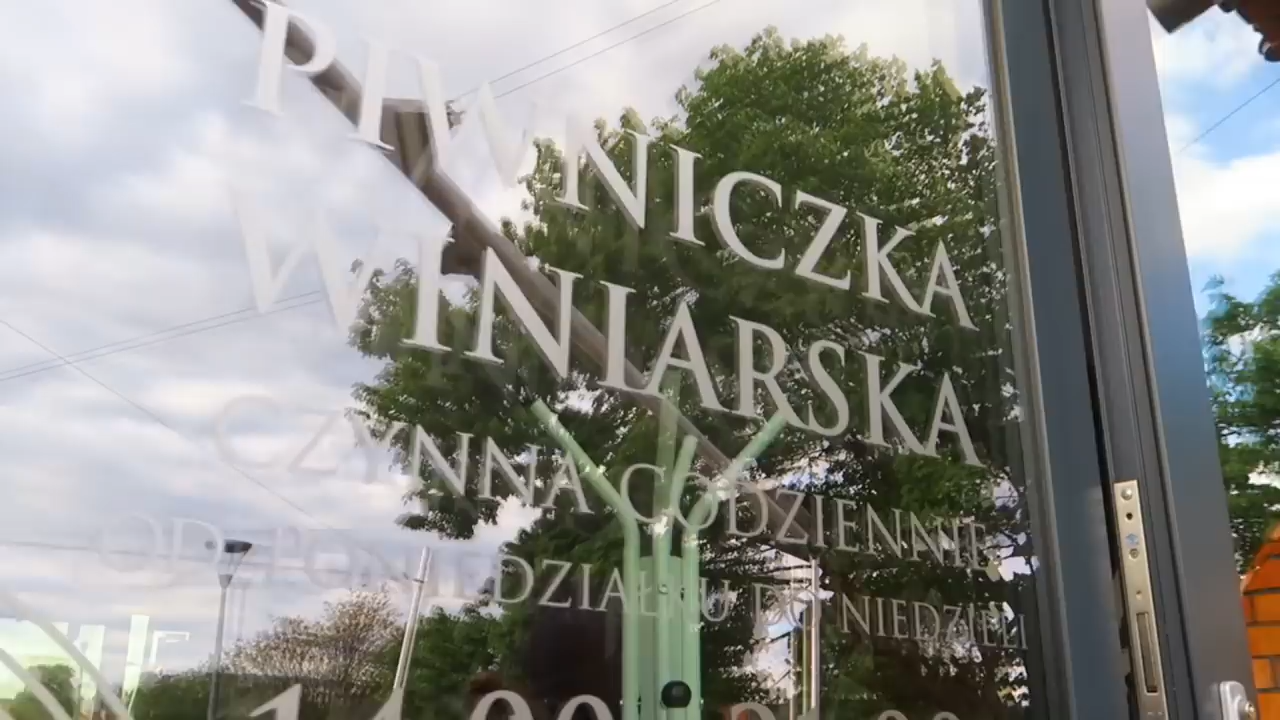 PIWNICZKA
WINIARSKA
CZYNNA CODZIENNIE
OD PONIEDZIAŁKU DO NIEDZIELI